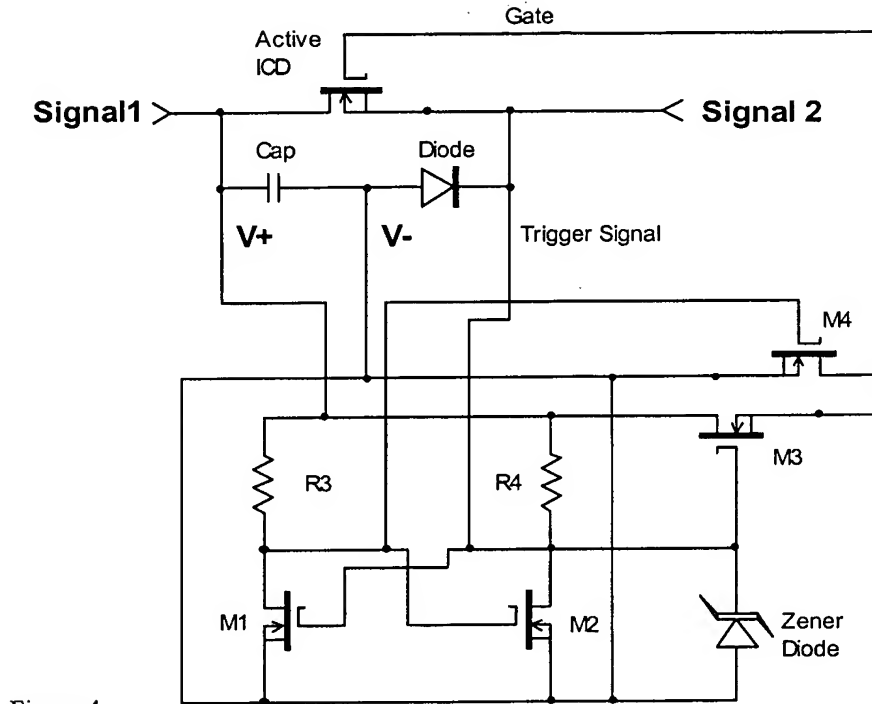 Gate
Active
ICD
Signal1
Signal 2
Cap
Diode
V+
V-
Trigger Signal
M4
M3
R3
R4
M1
M2
Zener
Diode